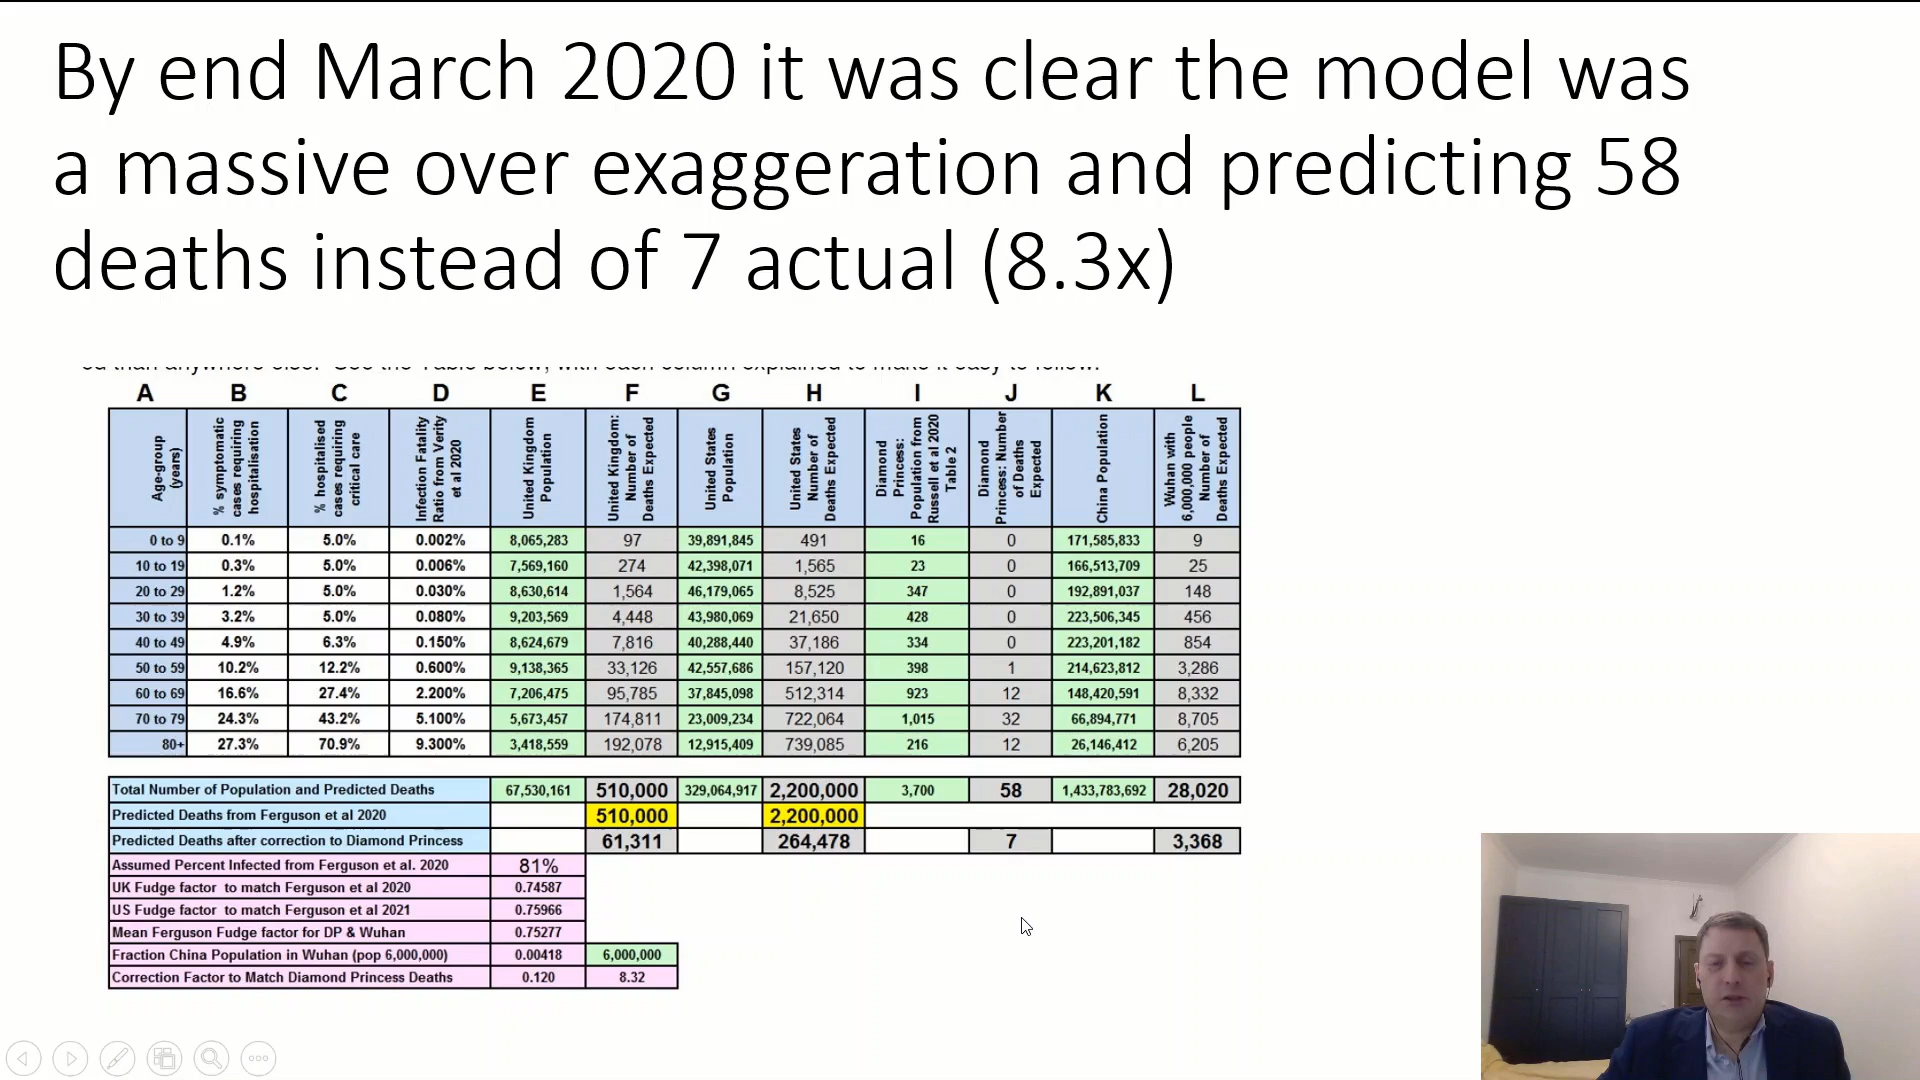 By end March 2020 it was clear the model was
a massive over exaggeration and predicting 58
deaths instead of 7 actual (8.3x)
than anywhere else. See the Table below, with each column explained to make it easy to follow.
A B C D E F G H I J K L
Age-group (years)
% symptomatic cases requiring hospitalisation
% hospitalised cases requiring critical care
Infection Fatality Ratio from Verity et al 2020
United Kingdom Population
United Kingdom: Number of Deaths Expected
United States Population
United States Number of Deaths Expected
Diamond Princess: Population from Russell et al 2020 Table 2
Diamond Princess: Number of Deaths Expected
China Population
Wuhan with 6,000,000 people Number of Deaths Expected
0 to 9 0.1% 5.0% 0.002% 8,065,283 97 39,891,845 491 16 0 171,585,833 9
10 to 19 0.3% 5.0% 0.006% 7,569,160 274 42,398,071 1,565 23 0 166,513,709 25
20 to 29 1.2% 5.0% 0.030% 8,630,614 1,564 46,179,065 8,525 347 0 192,891,037 148
30 to 39 3.2% 5.0% 0.080% 9,203,569 4,448 43,980,069 21,650 428 0 223,506,345 456
40 to 49 4.9% 6.3% 0.150% 8,624,679 7,816 40,288,440 37,186 334 0 223,201,182 854
50 to 59 10.2% 12.2% 0.600% 9,138,365 33,126 42,557,686 157,120 398 1 214,623,812 3,286
60 to 69 16.6% 27.4% 2.200% 7,206,475 95,785 37,845,098 512,314 923 12 148,420,591 8,332
70 to 79 24.3% 43.2% 5.100% 5,673,457 174,811 23,009,234 722,064 1,015 32 66,894,771 8,705
80+ 27.3% 70.9% 9.300% 3,418,559 192,078 12,915,409 739,085 216 12 26,146,412 6,205
Total Number of Population and Predicted Deaths 67,530,161 510,000 329,064,917 2,200,000 3,700 58 1,433,783,692 28,020
Predicted Deaths from Ferguson et al 2020 510,000 2,200,000
Predicted Deaths after correction to Diamond Princess 61,311 264,478 7 3,368
Assumed Percent Infected from Ferguson et al. 2020 81%
UK Fudge factor to match Ferguson et al 2020 0.74587
US Fudge factor to match Ferguson et al 2021 0.75966
Mean Ferguson Fudge factor for DP & Wuhan 0.75277
Fraction China Population in Wuhan (pop 6,000,000) 0.00418 6,000,000
Correction Factor to Match Diamond Princess Deaths 0.120 8.32